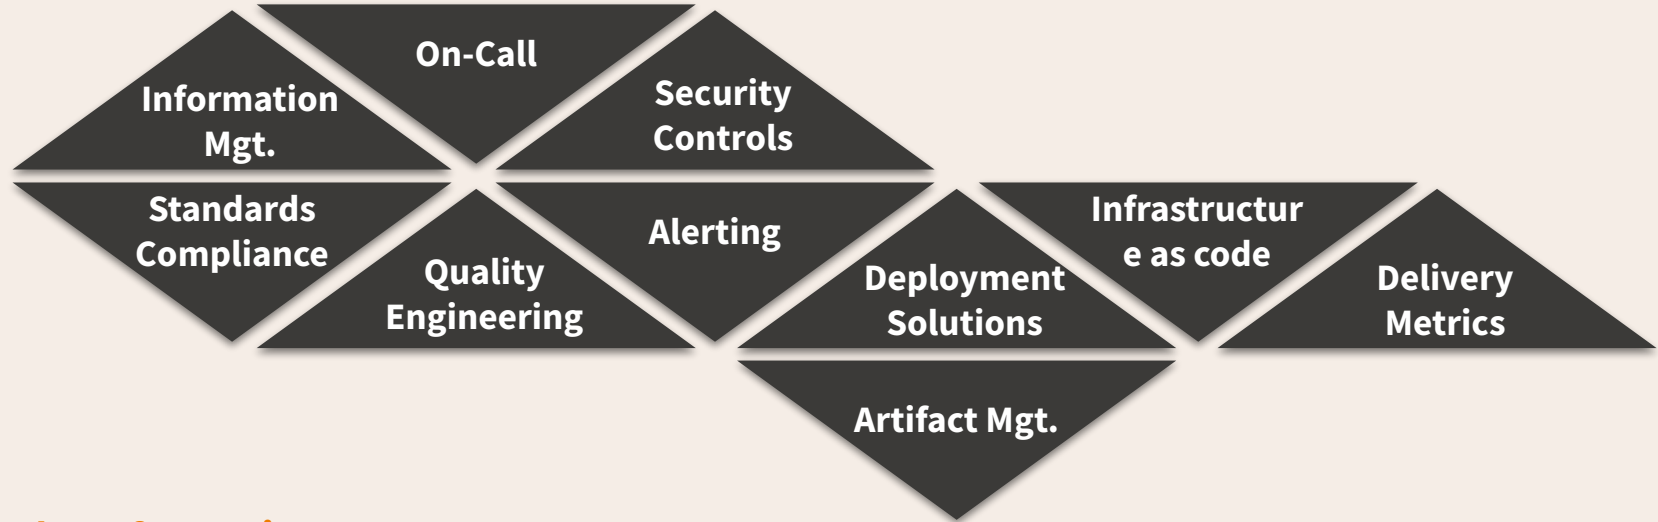 On-Call
Information
Mgt.
Security
Controls
Standards
Compliance
Quality
Engineering
Alerting
Deployment
Solutions
Infrastructur
e as code
Delivery
Metrics
Artifact Mgt.